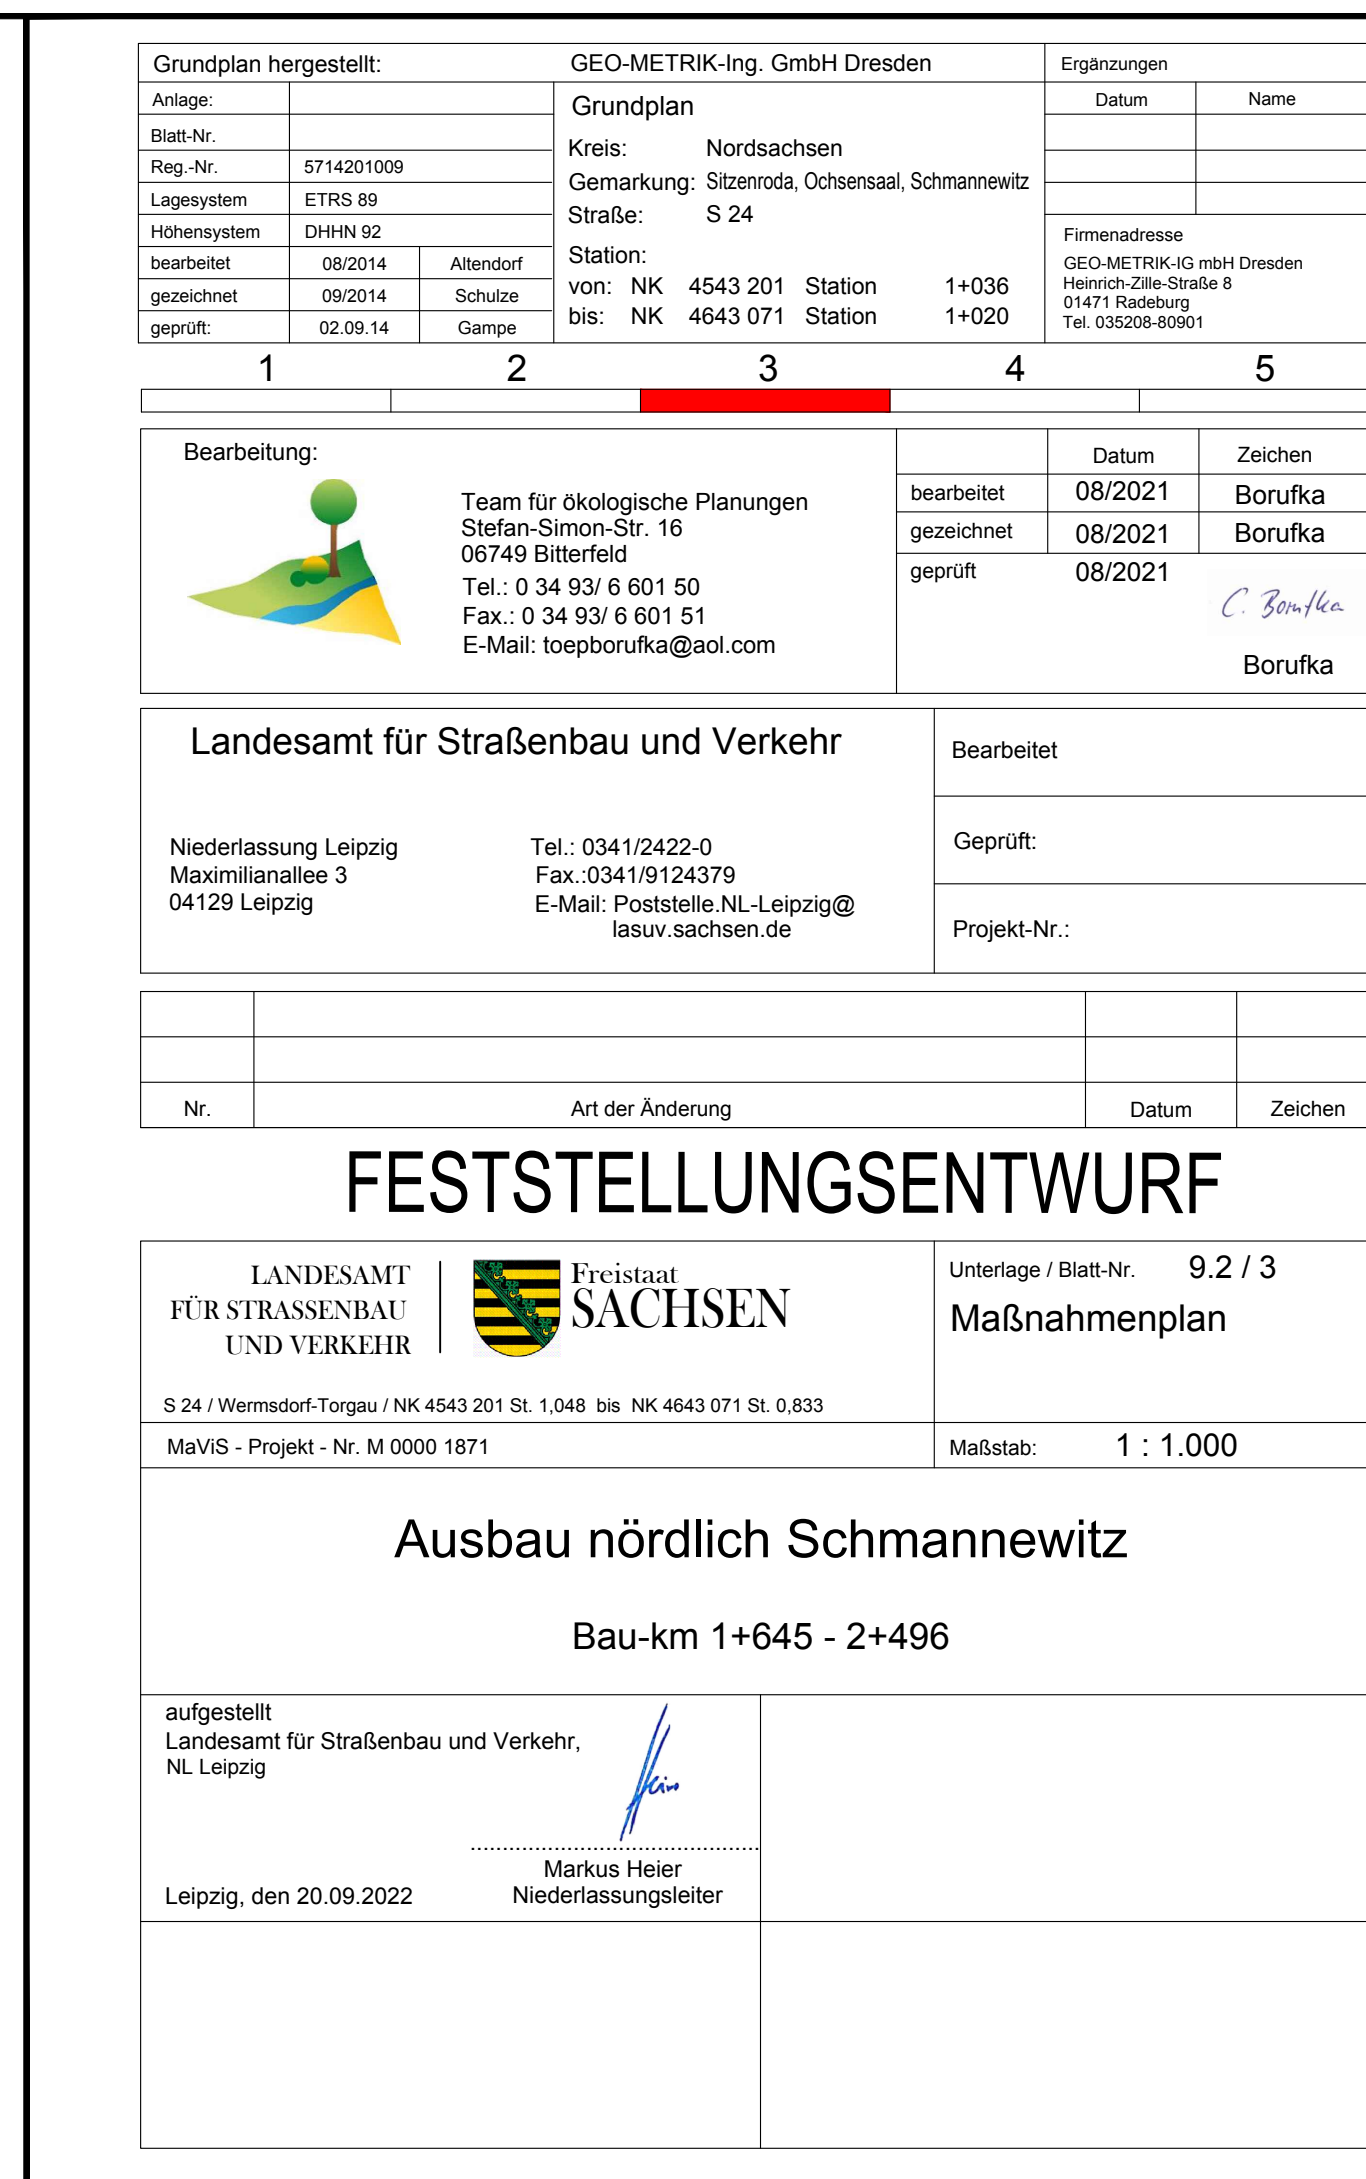 Grundplan hergestellt: GEO-METRIK-Ing. GmbH Dresden
Ergänzungen
Anlage:
Blatt-Nr.
Reg.-Nr. 5714201009
Lagesystem ETRS 89
Höhensystem DHHN 92
bearbeitet 08/2014 Altendorf
gezeichnet 09/2014 Schulze
geprüft: 02.09.14 Gampe
Grundplan
Kreis: Nordsachsen
Gemarkung: Sitzenroda, Ochsensaal, Schmannewitz
Straße: S 24
Station:
von: NK 4543 201 Station 1+036
bis: NK 4643 071 Station 1+020
Datum Name
Firmenadresse
GEO-METRIK-IG mbH Dresden
Heinrich-Zille-Straße 8
01471 Radeburg
Tel. 035208-80901
1 2 3 4 5
Bearbeitung:
Team für ökologische Planungen
Stefan-Simon-Str. 16
06749 Bitterfeld
Tel.: 0 34 93/ 6 601 50
Fax.: 0 34 93/ 6 601 51
E-Mail: toepborufka@aol.com
Datum Zeichen
bearbeitet 08/2021 Borufka
gezeichnet 08/2021 Borufka
geprüft 08/2021
C. Borufka
Borufka
Landesamt für Straßenbau und Verkehr
Niederlassung Leipzig
Maximilianallee 3
04129 Leipzig
Tel.: 0341/2422-0
Fax.:0341/9124379
E-Mail: Poststelle.NL-Leipzig@
lasuv.sachsen.de
Bearbeitet
Geprüft:
Projekt-Nr.:
Nr. Art der Änderung Datum Zeichen
FESTSTELLUNGSENTWURF
LANDESAMT
FÜR STRASSENBAU
UND VERKEHR
Freistaat
SACHSEN
S 24 / Wermsdorf-Torgau / NK 4543 201 St. 1,048 bis NK 4643 071 St. 0,833
Unterlage / Blatt-Nr. 9.2 / 3
Maßnahmenplan
MaViS - Projekt - Nr. M 0000 1871
Maßstab: 1 : 1.000
Ausbau nördlich Schmannewitz
Bau-km 1+645 - 2+496
aufgestellt
Landesamt für Straßenbau und Verkehr,
NL Leipzig
Markus Heier
Leipzig, den 20.09.2022 Niederlassungsleiter